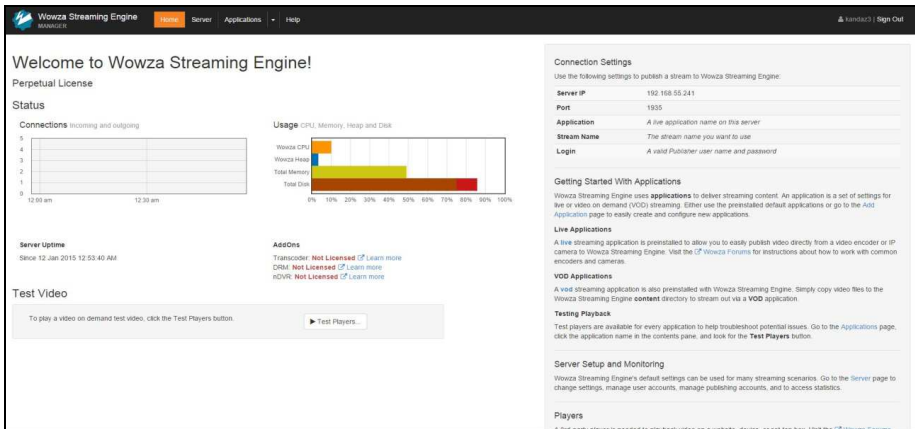 Wowza Streaming Engine
MANAGER
Home Server Applications Help
kandaz3 | Sign Out
Welcome to Wowza Streaming Engine!
Perpetual License
Status
Connections Incoming and outgoing
5
4
3
2
1
0
12:00 am 12:30 am
Usage CPU, Memory, Heap and Disk
Wowza CPU
Wowza Heap
Total Memory
Total Disk
0% 10% 20% 30% 40% 50% 60% 70% 80% 90% 100%
Server Uptime
Since 12 Jan 2015 12:53:40 AM
AddOns
Transcoder: Not Licensed Learn more
DRM: Not Licensed Learn more
nDVR: Not Licensed Learn more
Test Video
To play a video on demand test video, click the Test Players button.
Test Players...
Connection Settings
Use the following settings to publish a stream to Wowza Streaming Engine:
Server IP 192.168.55.241
Port 1935
Application A live application name on this server
Stream Name The stream name you want to use
Login A valid Publisher user name and password
Getting Started With Applications
Wowza Streaming Engine uses applications to deliver streaming content. An application is a set of settings for
live or video on demand (VOD) streaming. Either use the preinstalled default applications or go to the Add
Application page to easily create and configure new applications.
Live Applications
A live streaming application is preinstalled to allow you to easily publish video directly from a video encoder or IP
camera to Wowza Streaming Engine. Visit the Wowza Forums for instructions about how to work with common
encoders and cameras.
VOD Applications
A vod streaming application is also preinstalled with Wowza Streaming Engine. Simply copy video files to the
Wowza Streaming Engine content directory to stream out via a VOD application.
Testing Playback
Test players are available for every application to help troubleshoot potential issues. Go to the Applications page,
click the application name in the contents pane, and look for the Test Players button.
Server Setup and Monitoring
Wowza Streaming Engine's default settings can be used for many streaming scenarios. Go to the Server page to
change settings, manage user accounts, manage publishing accounts, and to access statistics.
Players